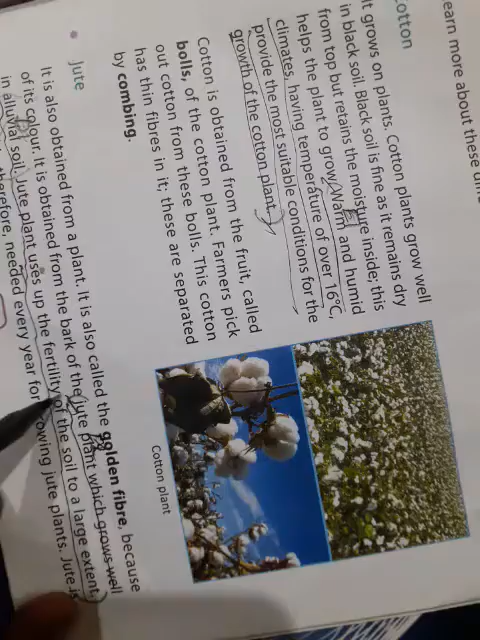 earn more about these
Cotton
It grows on plants. Cotton plants grow well
in black soil. Black soil is fine as it remains dry
from top but retains the moisture inside; this
helps the plant to grow. Warm and humid
climates, having temperature of over 16°C,
provide the most suitable conditions for the
growth of the cotton plant.
Cotton is obtained from the fruit, called
bolls, of the cotton plant. Farmers pick
out cotton from these bolls. This cotton
has thin fibres in it; these are separated
by combing.
Cotton plant
Jute
It is also obtained from a plant. It is also called the golden fibre, because
of its colour. It is obtained from the bark of the jute plant which grows well
in alluvial soil. Jute plant uses up the fertility of the soil to a large extent.
therefore, needed every year for growing jute plants. Jute is